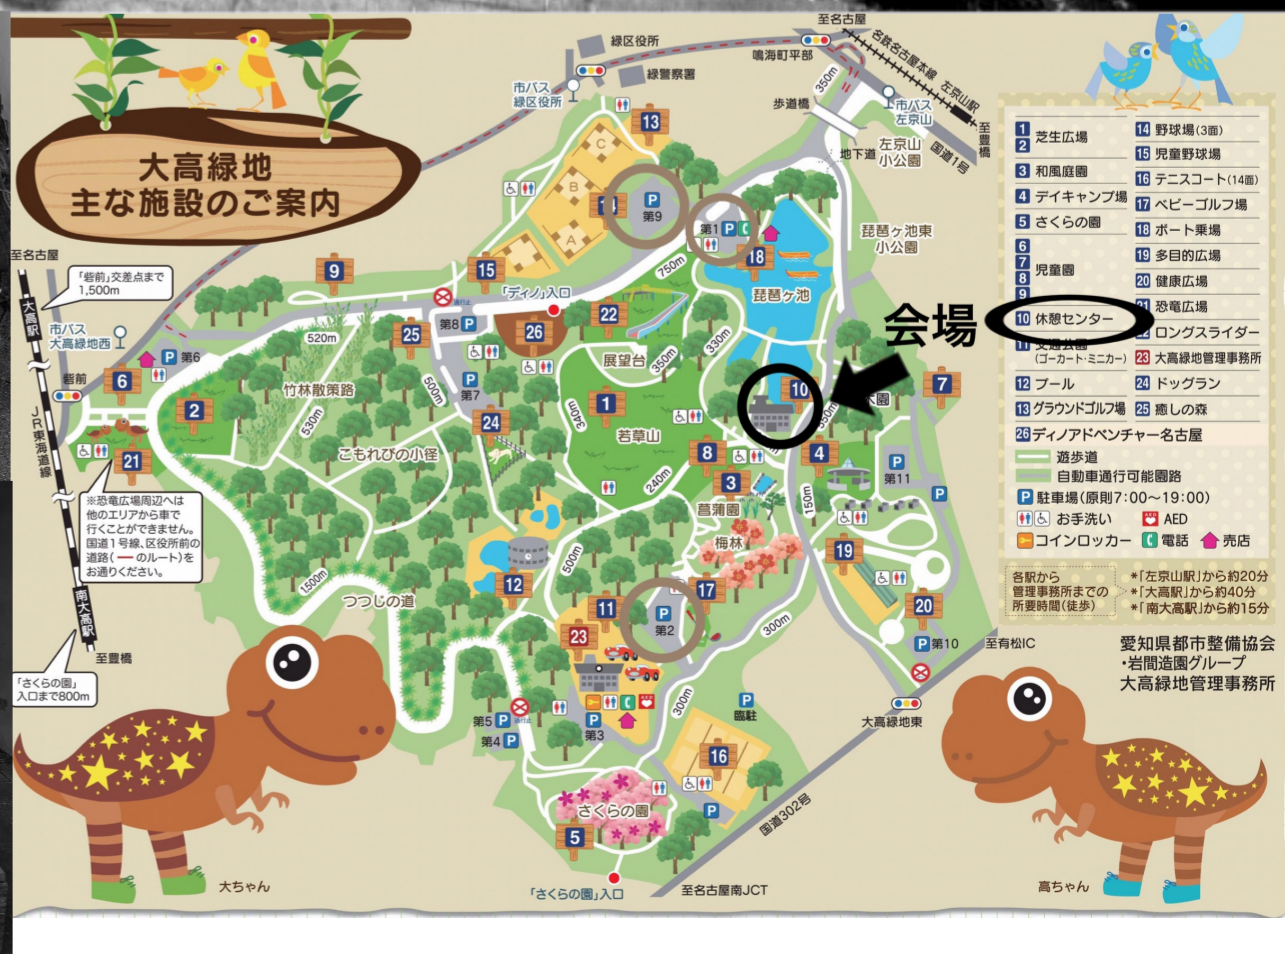 大高緑地
主な施設のご案内
至名古屋
緑区役所
緑警察署
市バス
緑区役所
鳴海町平部
名鉄名古屋本線
左京山駅
至豊橋
350m
歩道橋
市バス
左京山
国道1号
地下道
左京山
小公園
琵琶ヶ池東
小公園
至名古屋
大高駅
「砦前」交差点まで
1,500m
市バス
大高緑地西
砦前
JR東海道線
南大高駅
至豊橋
「さくらの園」
入口まで800m
※恐竜広場周辺へは
他のエリアから車で
行くことができません。
国道1号線、区役所前の
道路(ーのルート)を
お通りください。
13
C
B
A
P
第9
第1 P
18
琵琶ヶ池
750m
15
9
「ディノ」入口
第8 P
26
22
25
520m
展望台
350m
330m
第6
P
6
2
竹林散策路
530m
500m
P
第7
24
340m
1
若草山
こもれびの小径
21
240m
会場
10
7
350m
8
3
4
P
第11
P
150m
菖蒲園
梅林
19
20
P 第10
12
500m
1500m
つつじの道
11
23
P
第2
17
300m
300m
第5 P
第4 P
P
第3
P
臨駐
16
P
さくらの園
5
「さくらの園」入口
至有松IC
大高緑地東
国道302号
至名古屋南JCT
大ちゃん
高ちゃん
1
2
芝生広場
3 和風庭園
4 デイキャンプ場
5 さくらの園
6
7
8
9
児童園
10 休憩センター
11 交通公園
(ゴーカート・ミニカー)
12 プール
13 グラウンドゴルフ場
14 野球場(3面)
15 児童野球場
16 テニスコート(14面)
17 ベビーゴルフ場
18 ボート乗場
19 多目的広場
20 健康広場
21 恐竜広場
22 ロングスライダー
23 大高緑地管理事務所
24 ドッグラン
25 癒しの森
26 ディノアドベンチャー名古屋
遊歩道
自動車通行可能園路
P 駐車場(原則7:00〜19:00)
お手洗い AED
コインロッカー 電話 売店
各駅から
管理事務所までの
所要時間(徒歩)
*「左京山駅」から約20分
*「大高駅」から約40分
*「南大高駅」から約15分
愛知県都市整備協会
・岩間造園グループ
大高緑地管理事務所